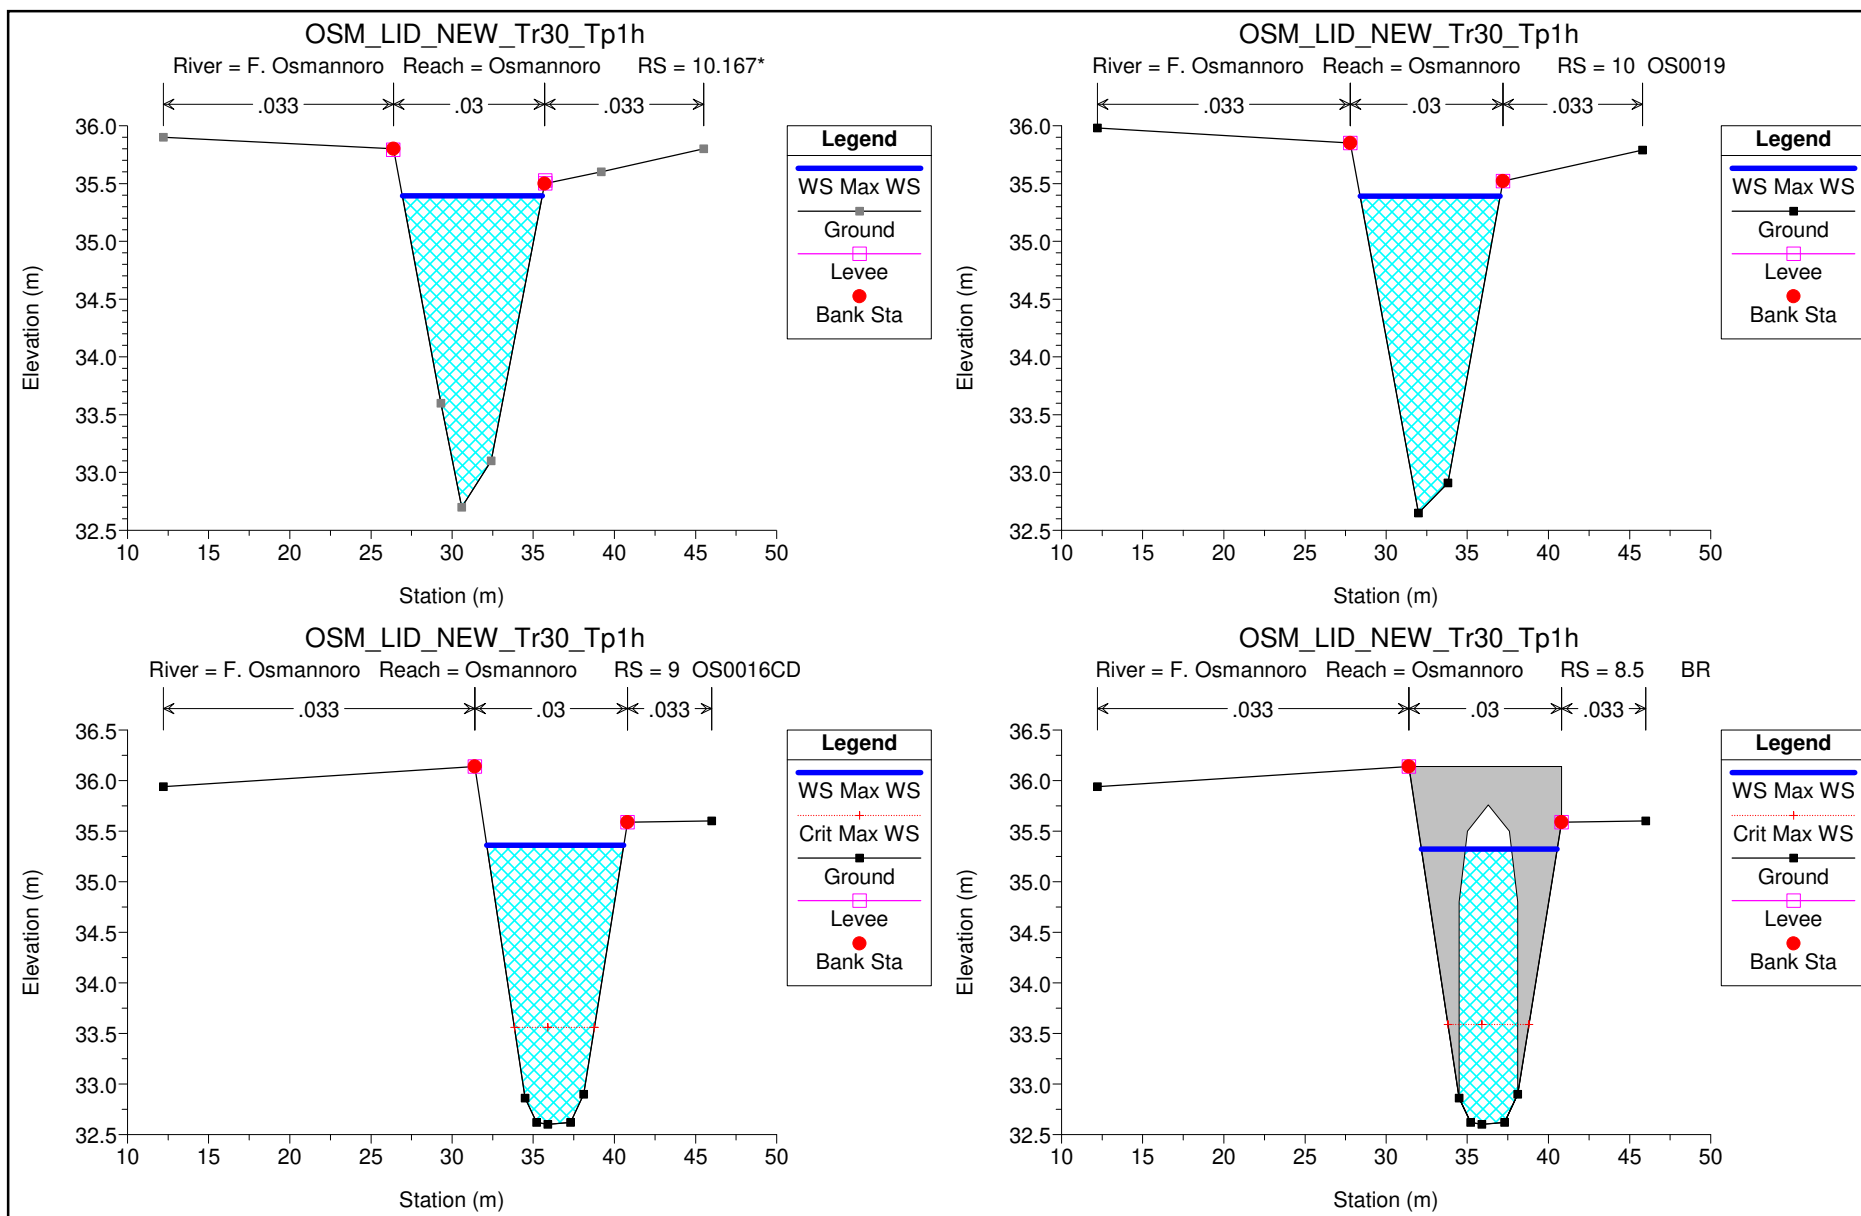 OSM_LID_NEW_Tr30_Tp1h
River = F. Osmannoro Reach = Osmannoro RS = 10.167*
.033 .03 .033
36.0
35.5
35.0
34.5
34.0
33.5
33.0
32.5
10 15 20 25 30 35 40 45 50
Elevation (m)
Station (m)
Legend
WS Max WS
Ground
Levee
Bank Sta
OSM_LID_NEW_Tr30_Tp1h
River = F. Osmannoro Reach = Osmannoro RS = 10 OS0019
.033 .03 .033
36.0
35.5
35.0
34.5
34.0
33.5
33.0
32.5
10 15 20 25 30 35 40 45 50
Elevation (m)
Station (m)
Legend
WS Max WS
Ground
Levee
Bank Sta
OSM_LID_NEW_Tr30_Tp1h
River = F. Osmannoro Reach = Osmannoro RS = 9 OS0016CD
.033 .03 .033
36.5
36.0
35.5
35.0
34.5
34.0
33.5
33.0
32.5
10 15 20 25 30 35 40 45 50
Elevation (m)
Station (m)
Legend
WS Max WS
Crit Max WS
Ground
Levee
Bank Sta
OSM_LID_NEW_Tr30_Tp1h
River = F. Osmannoro Reach = Osmannoro RS = 8.5 BR
.033 .03 .033
36.5
36.0
35.5
35.0
34.5
34.0
33.5
33.0
32.5
10 15 20 25 30 35 40 45 50
Elevation (m)
Station (m)
Legend
WS Max WS
Crit Max WS
Ground
Levee
Bank Sta